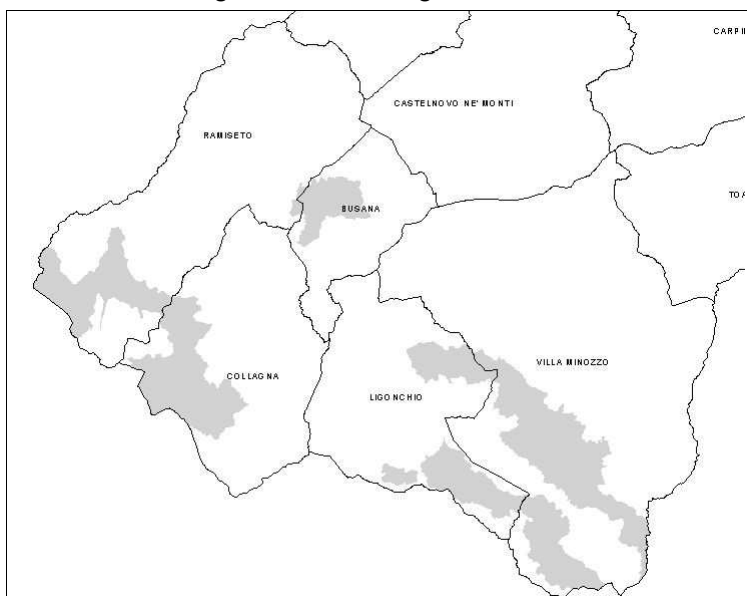 CARPI
CASTELNOVO NE' MONTI
RAMISETO
TOA
BUSANA
VILLA MINOZZO
COLLAGNA
LIGONCHIO